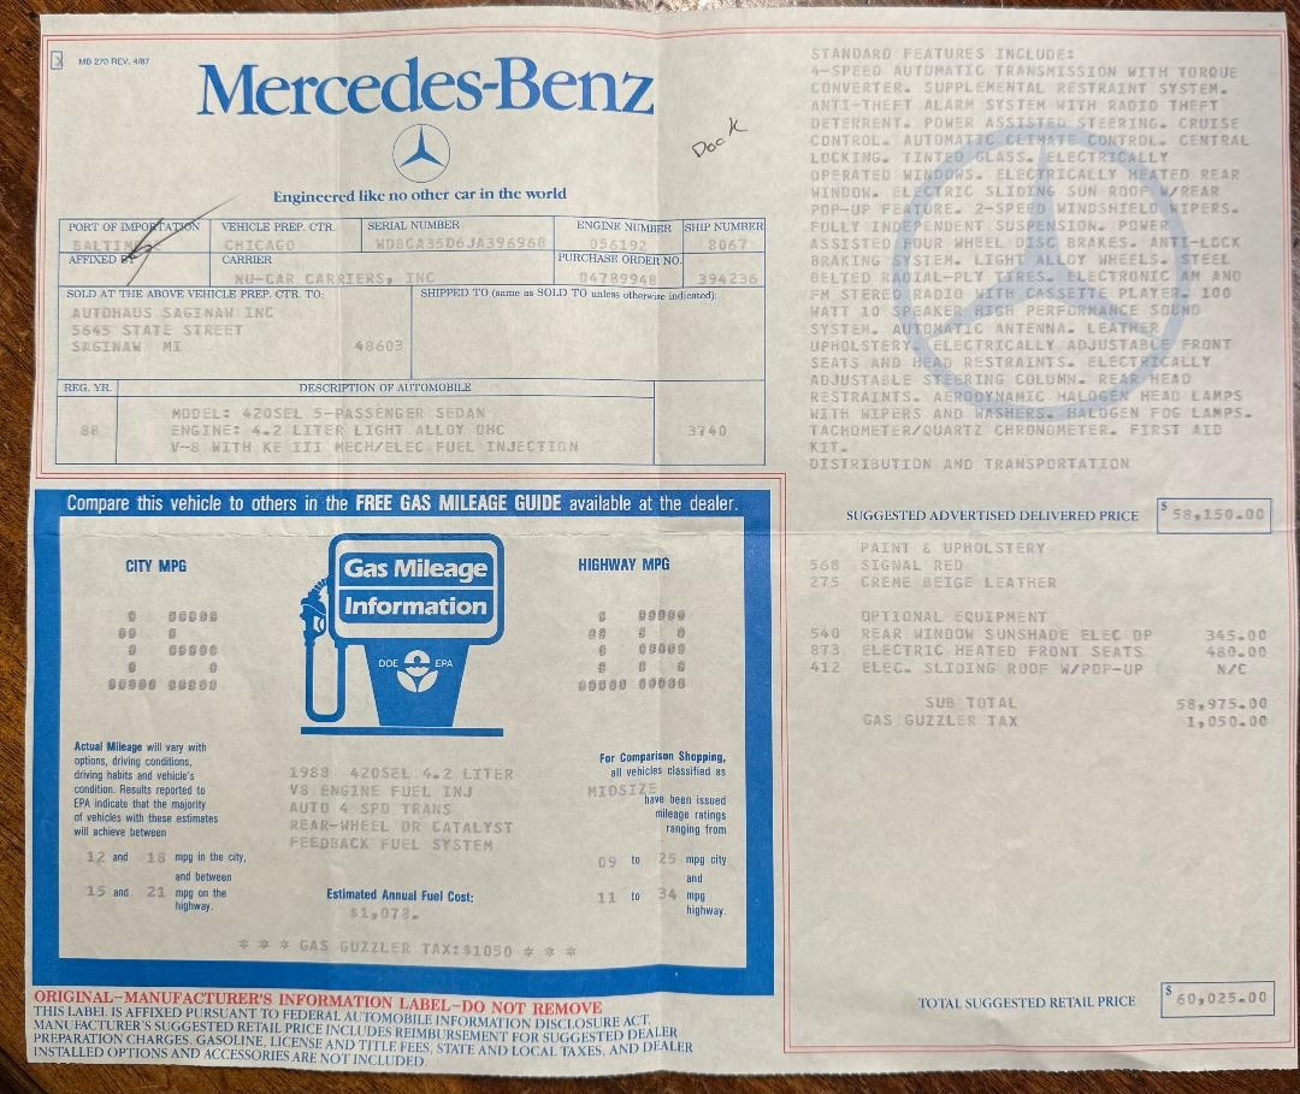 X MB 270 REV. 4/87
Mercedes-Benz
Dock
Engineered like no other car in the world
PORT OF IMPORTATION VEHICLE PREP. CTR. SERIAL NUMBER ENGINE NUMBER SHIP NUMBER
CHICAGO WDBCA35D6JA396968 056192 8067
AFFIXED CARRIER PURCHASE ORDER NO.
NU-CAR CARRIERS, INC 04789948 394236
SOLD AT THE ABOVE VEHICLE PREP. CTR. TO: SHIPPED TO (same as SOLD TO unless otherwise indicated):
AUTOHAUS SAGINAW INC
5645 STATE STREET
SAGINAW MI 48603
REG. YR. DESCRIPTION OF AUTOMOBILE
MODEL: 420SEL 5-PASSENGER SEDAN
88 ENGINE: 4.2 LITER LIGHT ALLOY OHC 3740
V-8 WITH KE III MECH/ELEC FUEL INJECTION
Compare this vehicle to others in the FREE GAS MILEAGE GUIDE available at the dealer.
CITY MPG
15
Gas Mileage
Information
DOE EPA
HIGHWAY MPG
18
Actual Mileage will vary with
options, driving conditions,
driving habits and vehicle's
condition. Results reported to
EPA indicate that the majority
of vehicles with these estimates
will achieve between
12 and 18 mpg in the city,
and between
15 and 21 mpg on the
highway.
1988 420SEL 4.2 LITER
V8 ENGINE FUEL INJ
AUTO 4 SPD TRANS
REAR-WHEEL DR CATALYST
FEEDBACK FUEL SYSTEM
Estimated Annual Fuel Cost:
$1,073.
For Comparison Shopping,
all vehicles classified as
MIDSIZE
have been issued
mileage ratings
ranging from
09 to 25 mpg city
and
11 to 34 mpg
highway.
* * * GAS GUZZLER TAX:$1050 * * *
ORIGINAL–MANUFACTURER'S INFORMATION LABEL–DO NOT REMOVE
THIS LABEL IS AFFIXED PURSUANT TO FEDERAL AUTOMOBILE INFORMATION DISCLOSURE ACT.
MANUFACTURER'S SUGGESTED RETAIL PRICE INCLUDES REIMBURSEMENT FOR SUGGESTED DEALER
PREPARATION CHARGES, GASOLINE, LICENSE AND TITLE FEES, STATE AND LOCAL TAXES, AND DEALER
INSTALLED OPTIONS AND ACCESSORIES ARE NOT INCLUDED.
STANDARD FEATURES INCLUDE:
4-SPEED AUTOMATIC TRANSMISSION WITH TORQUE
CONVERTER. SUPPLEMENTAL RESTRAINT SYSTEM.
ANTI-THEFT ALARM SYSTEM WITH RADIO THEFT
DETERRENT. POWER ASSISTED STEERING. CRUISE
CONTROL. AUTOMATIC CLIMATE CONTROL. CENTRAL
LOCKING. TINTED GLASS. ELECTRICALLY
OPERATED WINDOWS. ELECTRICALLY HEATED REAR
WINDOW. ELECTRIC SLIDING SUN ROOF W/REAR
POP-UP FEATURE. 2-SPEED WINDSHIELD WIPERS.
FULLY INDEPENDENT SUSPENSION. POWER
ASSISTED FOUR WHEEL DISC BRAKES. ANTI-LOCK
BRAKING SYSTEM. LIGHT ALLOY WHEELS. STEEL
BELTED RADIAL-PLY TIRES. ELECTRONIC AM AND
FM STEREO RADIO WITH CASSETTE PLAYER. 100
WATT 10 SPEAKER HIGH PERFORMANCE SOUND
SYSTEM. AUTOMATIC ANTENNA. LEATHER
UPHOLSTERY. ELECTRICALLY ADJUSTABLE FRONT
SEATS AND HEAD RESTRAINTS. ELECTRICALLY
ADJUSTABLE STEERING COLUMN. REAR HEAD
RESTRAINTS. AERODYNAMIC HALOGEN HEAD LAMPS
WITH WIPERS AND WASHERS. HALOGEN FOG LAMPS.
TACHOMETER/QUARTZ CHRONOMETER. FIRST AID
KIT.
DISTRIBUTION AND TRANSPORTATION
SUGGESTED ADVERTISED DELIVERED PRICE $ 58,150.00
PAINT & UPHOLSTERY
568 SIGNAL RED
275 CREME BEIGE LEATHER
OPTIONAL EQUIPMENT
540 REAR WINDOW SUNSHADE ELEC OP 345.00
873 ELECTRIC HEATED FRONT SEATS 480.00
412 ELEC. SLIDING ROOF W/POP-UP N/C
SUB TOTAL 58,975.00
GAS GUZZLER TAX 1,050.00
TOTAL SUGGESTED RETAIL PRICE $ 60,025.00